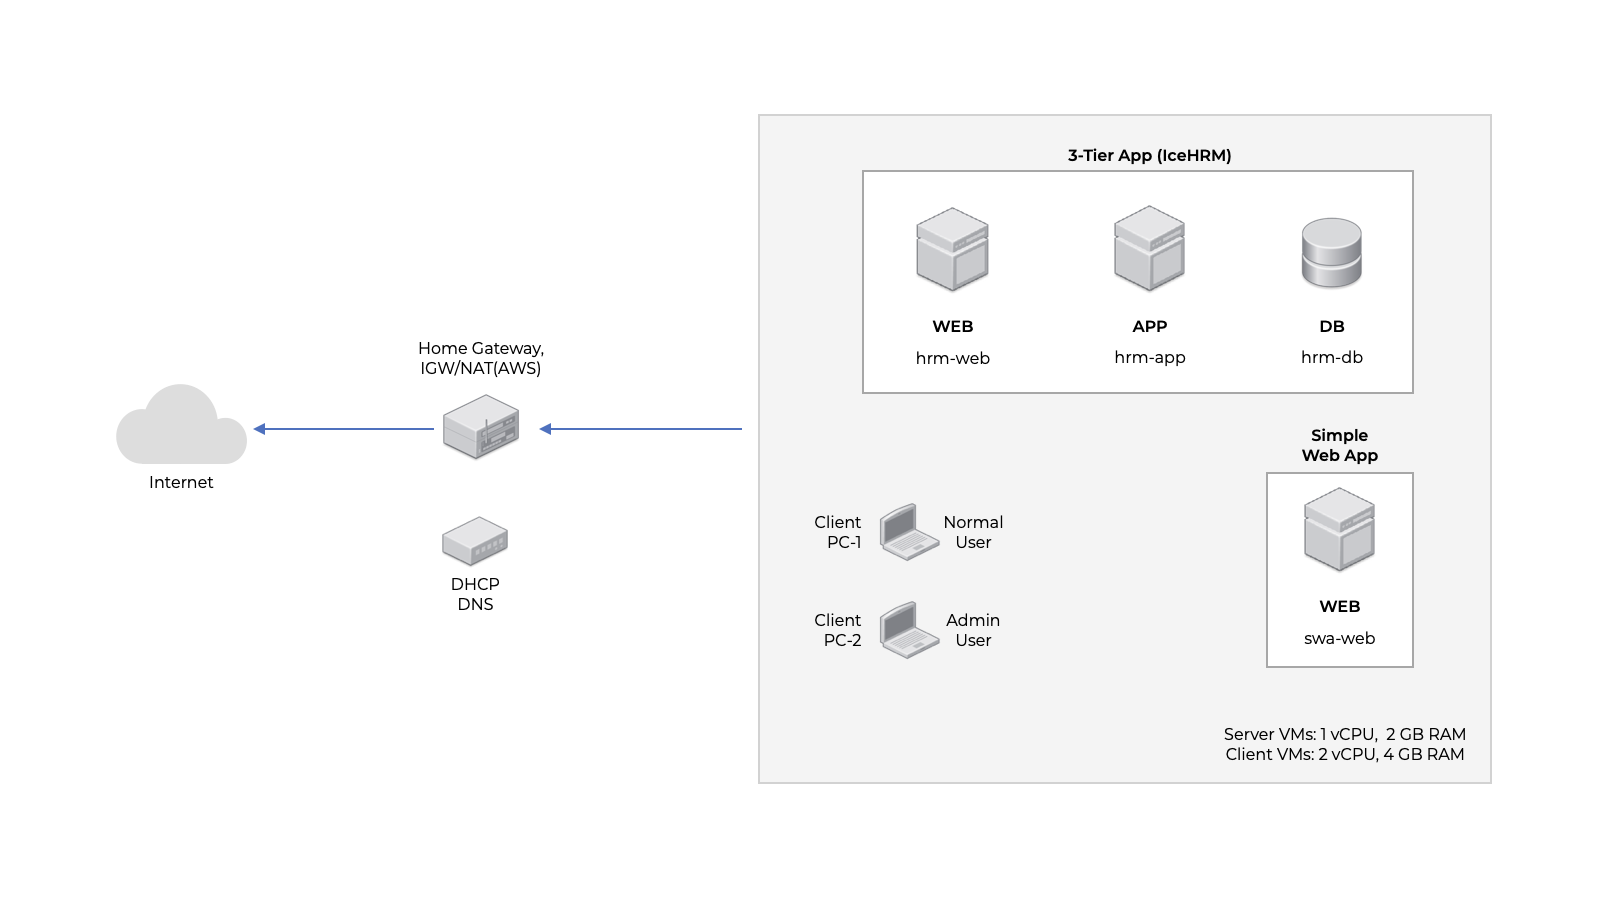 3-Tier App (IceHRM)
WEB
hrm-web
APP
hrm-app
DB
hrm-db
Home Gateway,
IGW/NAT(AWS)
Internet
DHCP
DNS
Simple
Web App
WEB
swa-web
Client
PC-1
Normal
User
Client
PC-2
Admin
User
Server VMs: 1 vCPU,  2 GB RAM
Client VMs: 2 vCPU, 4 GB RAM